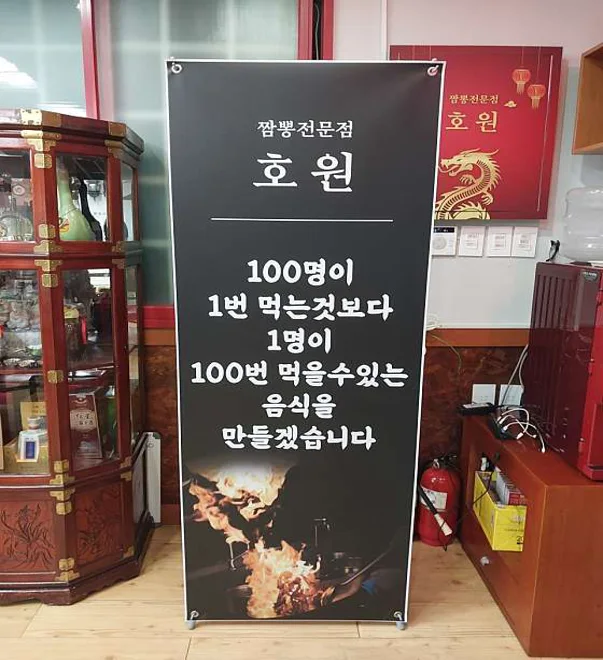 짬뽕전문점
호원
100명이
1번 먹는것보다
1명이
100번 먹을수있는
음식을
만들겠습니다
짬뽕전문점
호원